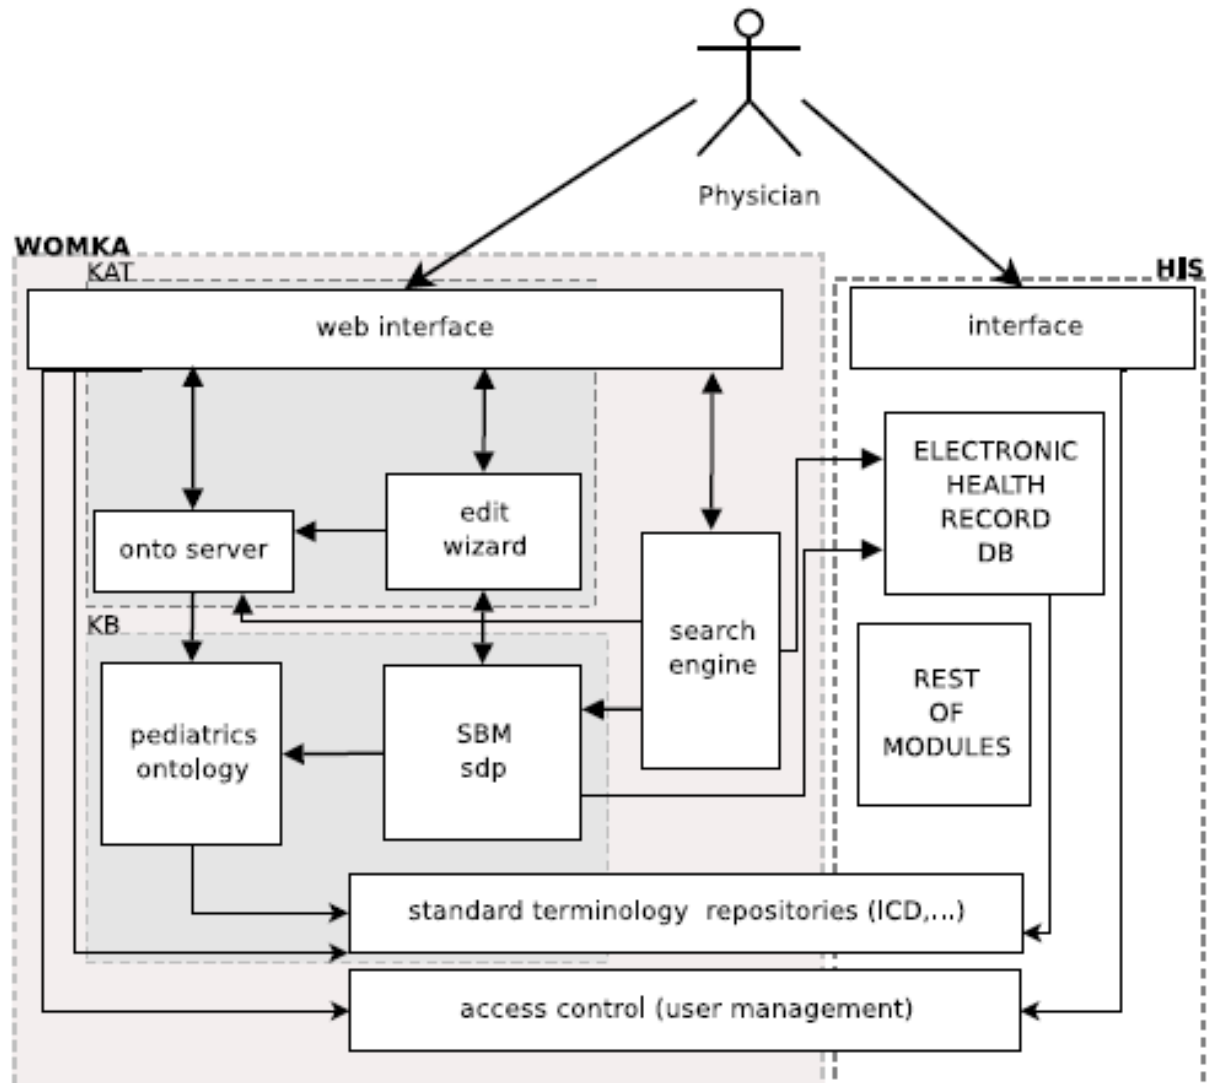 Physician
WOMKA
KAT
HIS
web interface
interface
ELECTRONIC
HEALTH
RECORD
DB
edit
wizard
onto server
KB
search
engine
REST
OF
MODULES
pediatrics
ontology
SBM
sdp
standard terminology repositories (ICD,...)
access control (user management)